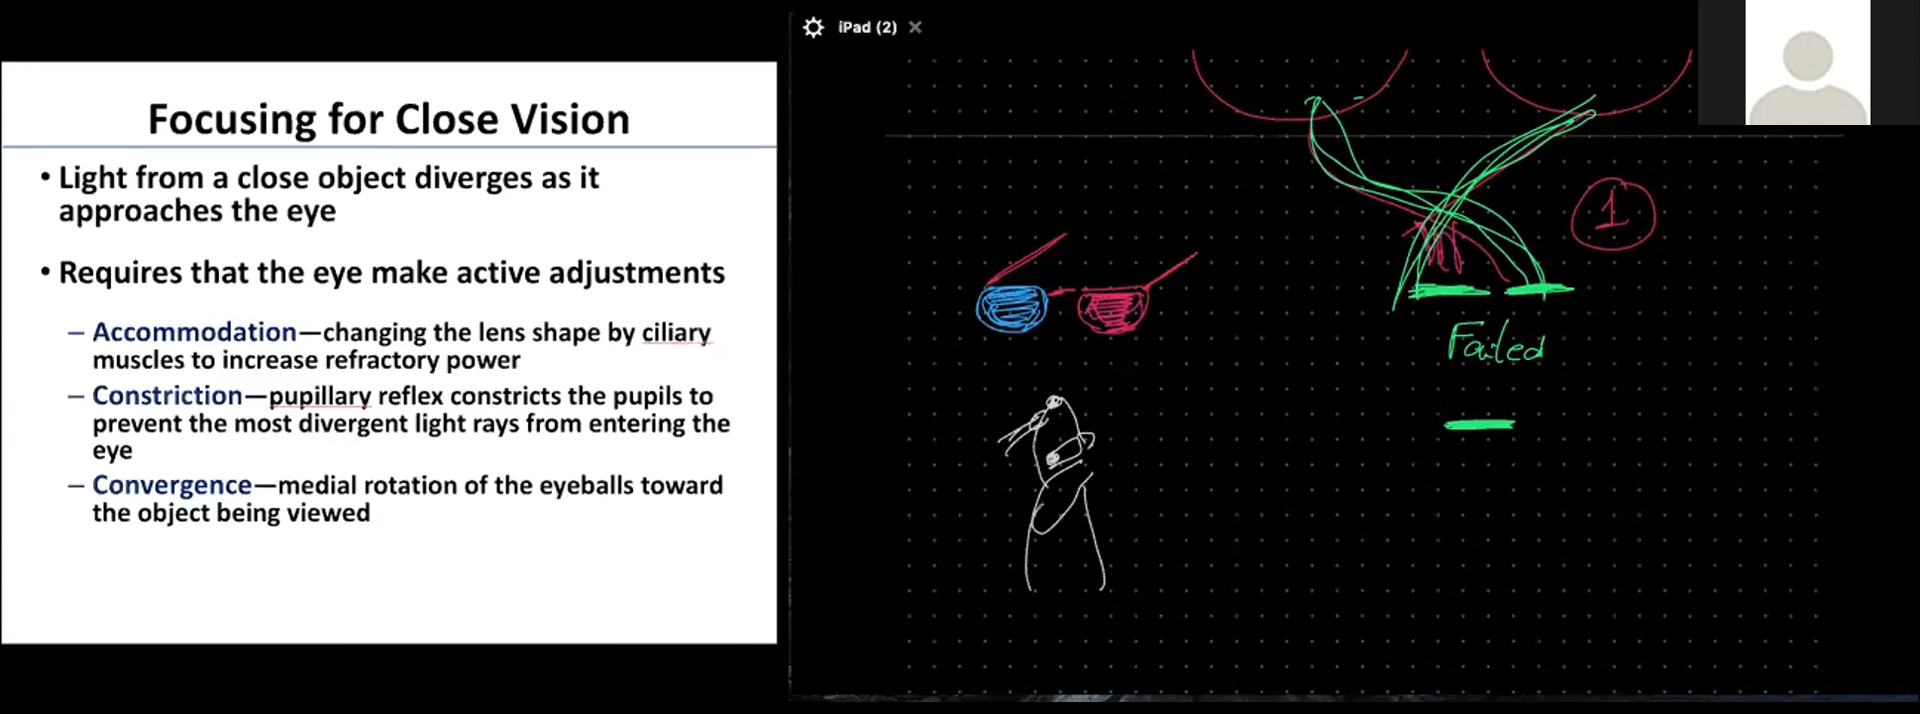 Focusing for Close Vision
• Light from a close object diverges as it
approaches the eye
• Requires that the eye make active adjustments
– Accommodation—changing the lens shape by ciliary
muscles to increase refractory power
– Constriction—pupillary reflex constricts the pupils to
prevent the most divergent light rays from entering the
eye
– Convergence—medial rotation of the eyeballs toward
the object being viewed
iPad (2)
1
Failed